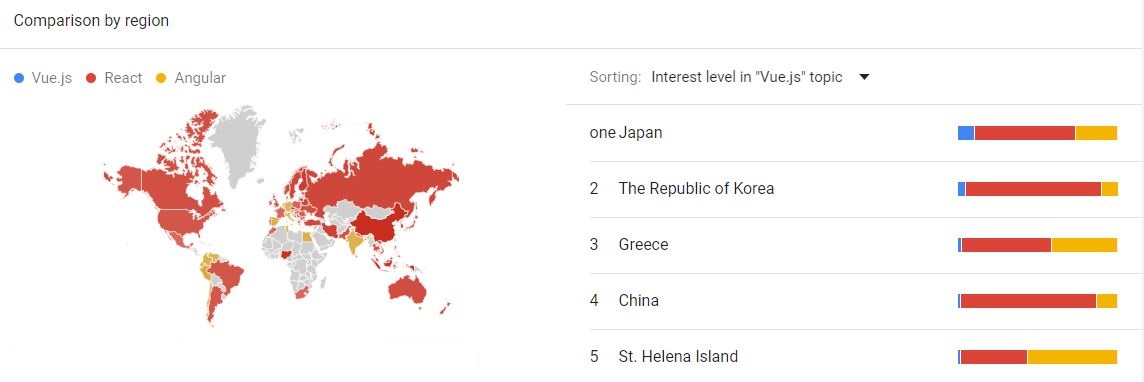 Comparison by region
Vue.js React Angular
Sorting: Interest level in "Vue.js" topic
one Japan
2 The Republic of Korea
3 Greece
4 China
5 St. Helena Island